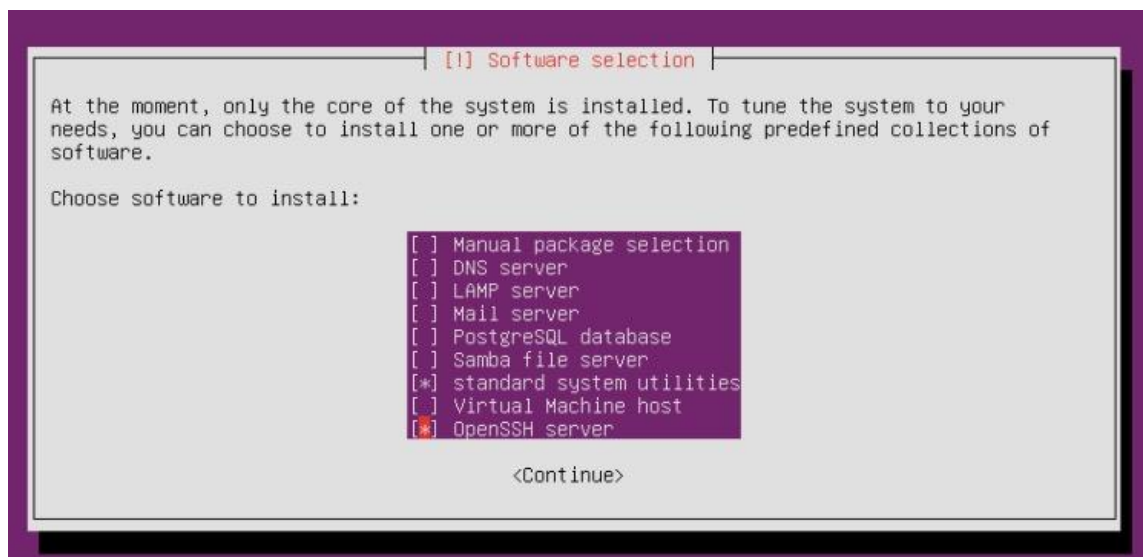 [!] Software selection
At the moment, only the core of the system is installed. To tune the system to your
needs, you can choose to install one or more of the following predefined collections of
software.
Choose software to install:
[ ] Manual package selection
[ ] DNS server
[ ] LAMP server
[ ] Mail server
[ ] PostgreSQL database
[ ] Samba file server
[*] standard system utilities
[ ] Virtual Machine host
[*] OpenSSH server
<Continue>